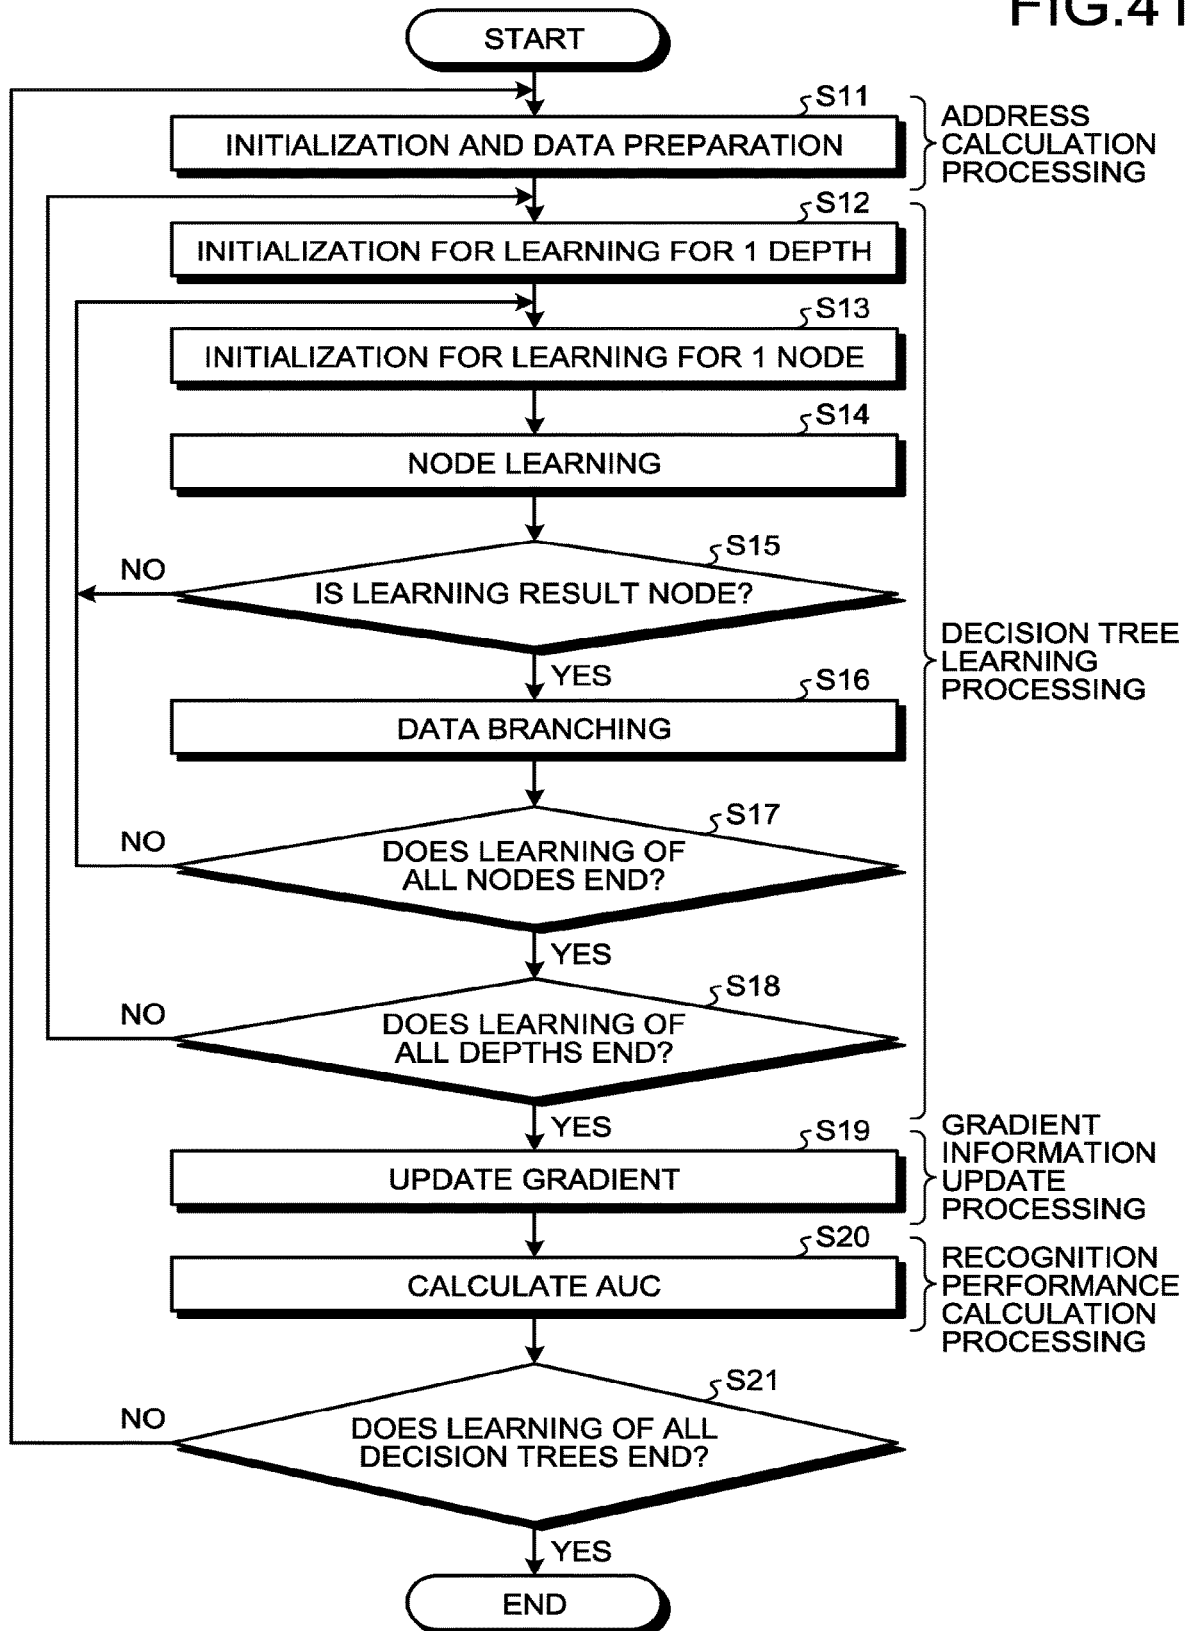 FIG.41
START
S11
INITIALIZATION AND DATA PREPARATION
ADDRESS
CALCULATION
PROCESSING
S12
INITIALIZATION FOR LEARNING FOR 1 DEPTH
S13
INITIALIZATION FOR LEARNING FOR 1 NODE
S14
NODE LEARNING
S15
NO
IS LEARNING RESULT NODE?
YES
DECISION TREE
LEARNING
PROCESSING
S16
DATA BRANCHING
S17
NO
DOES LEARNING OF
ALL NODES END?
YES
S18
NO
DOES LEARNING OF
ALL DEPTHS END?
YES
S19
UPDATE GRADIENT
GRADIENT
INFORMATION
UPDATE
PROCESSING
S20
CALCULATE AUC
RECOGNITION
PERFORMANCE
CALCULATION
PROCESSING
S21
NO
DOES LEARNING OF ALL
DECISION TREES END?
YES
END